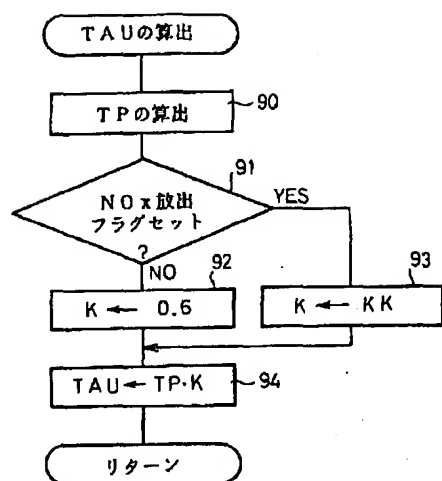 TAUの算出
TPの算出
90
91
NOx放出
フラグセット
?
YES
NO
92
93
K ← 0.6
K ← KK
TAU←TP·K
94
リターン